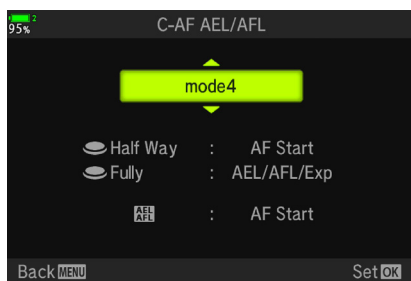 2
95%
C-AF AEL/AFL
mode4
Half Way : AF Start
Fully : AEL/AFL/Exp
AEL AFL : AF Start
Back MENU Set OK